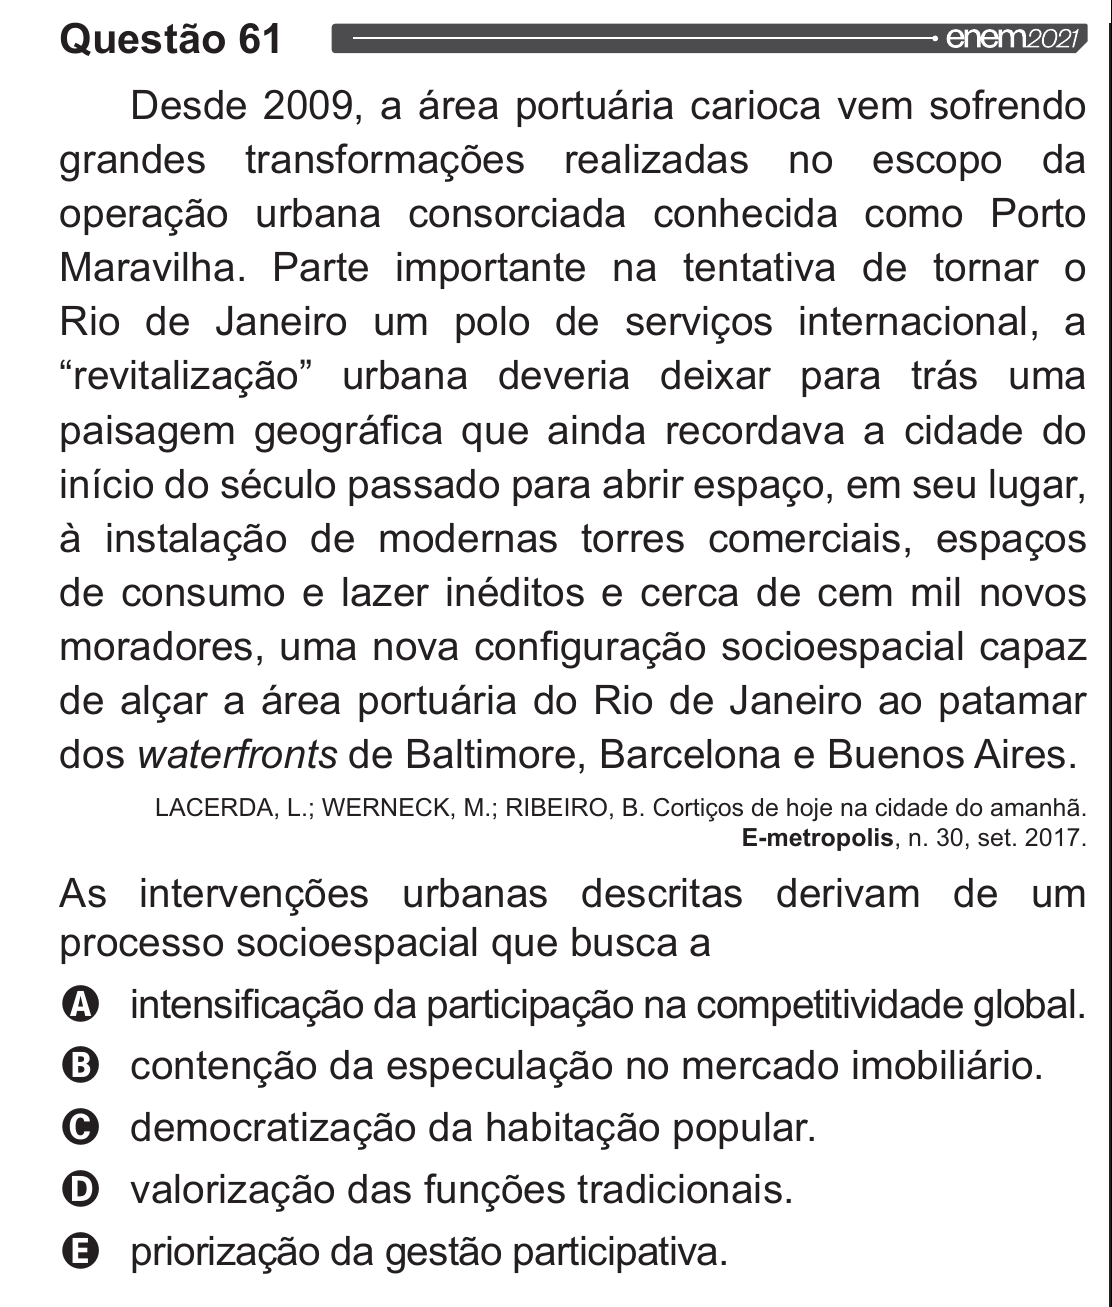 Questão 61
enem2021
Desde 2009, a área portuária carioca vem sofrendo
grandes transformações realizadas no escopo da
operação urbana consorciada conhecida como Porto
Maravilha. Parte importante na tentativa de tornar o
Rio de Janeiro um polo de serviços internacional, a
“revitalização” urbana deveria deixar para trás uma
paisagem geográfica que ainda recordava a cidade do
início do século passado para abrir espaço, em seu lugar,
à instalação de modernas torres comerciais, espaços
de consumo e lazer inéditos e cerca de cem mil novos
moradores, uma nova configuração socioespacial capaz
de alçar a área portuária do Rio de Janeiro ao patamar
dos waterfronts de Baltimore, Barcelona e Buenos Aires.
LACERDA, L.; WERNECK, M.; RIBEIRO, B. Cortiços de hoje na cidade do amanhã.
E-metropolis, n. 30, set. 2017.
As intervenções urbanas descritas derivam de um
processo socioespacial que busca a
A intensificação da participação na competitividade global.
B contenção da especulação no mercado imobiliário.
C democratização da habitação popular.
D valorização das funções tradicionais.
E priorização da gestão participativa.